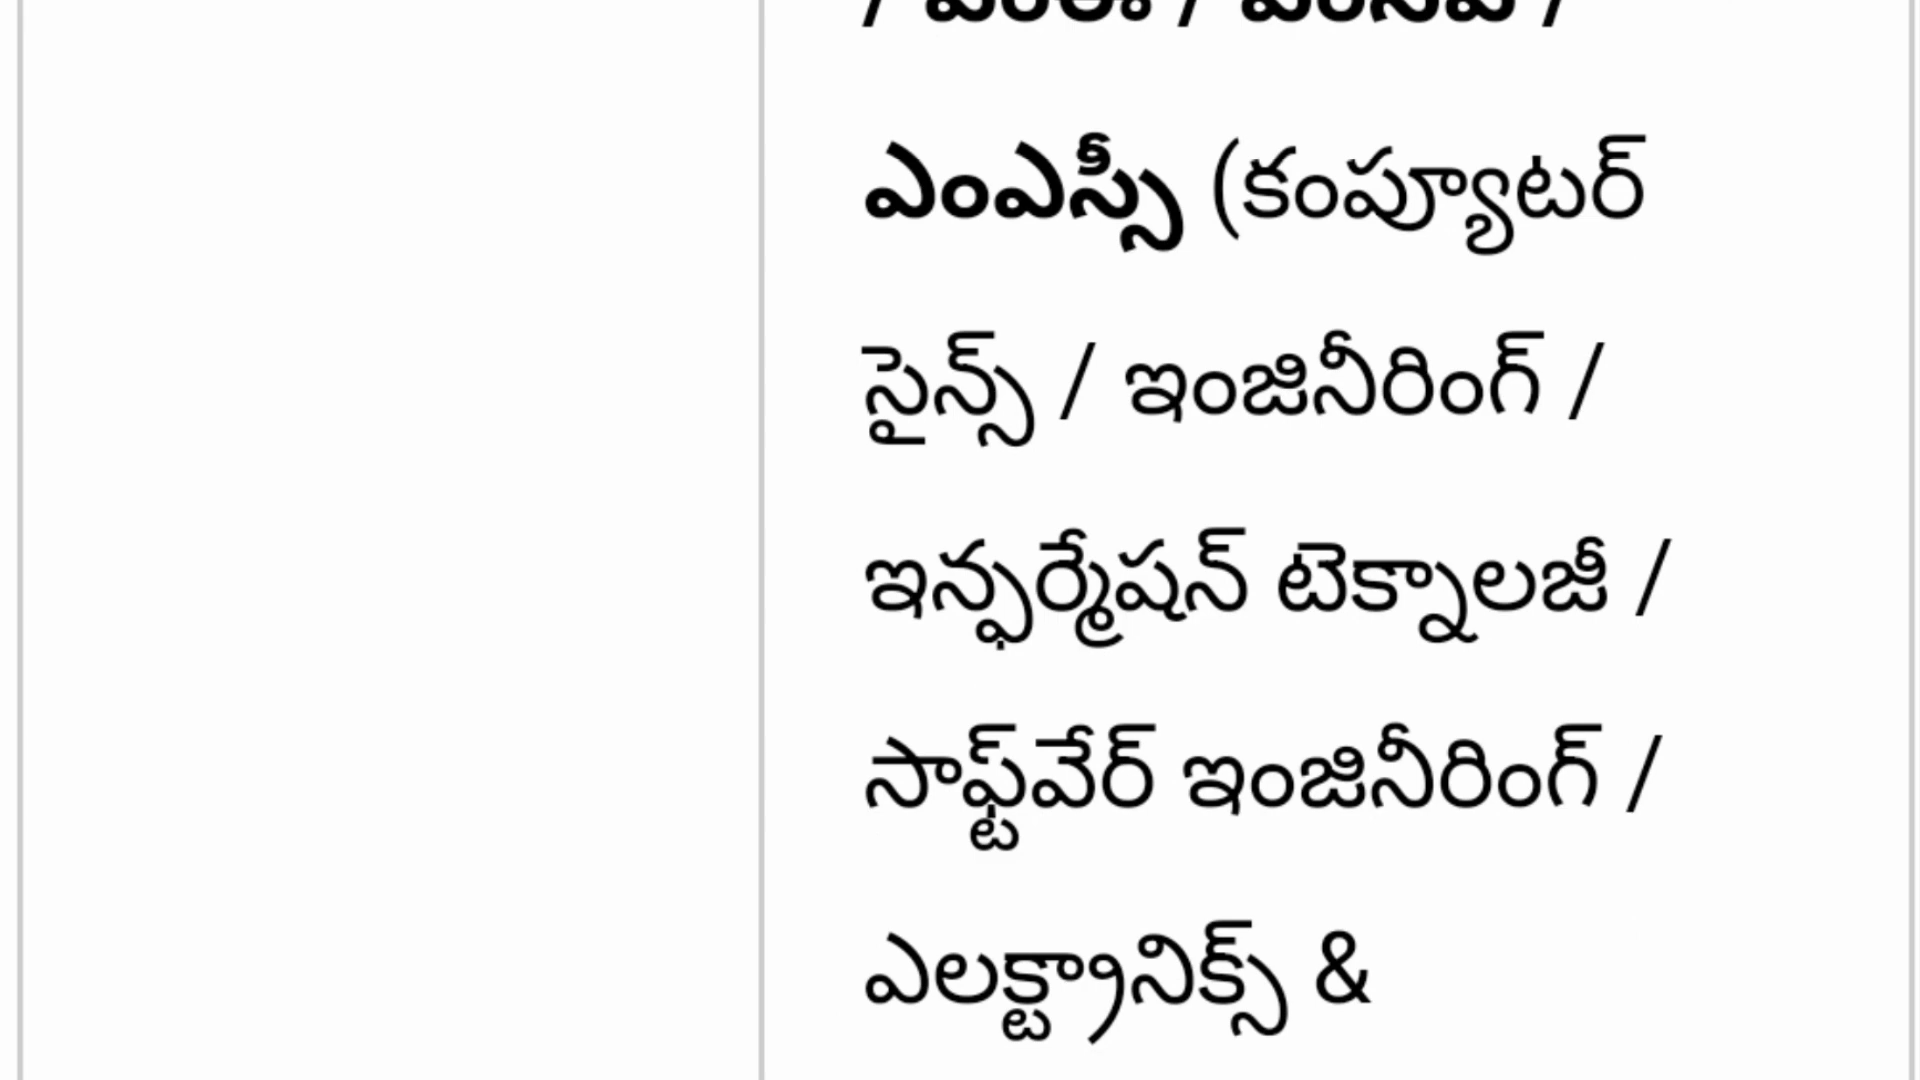 ఎంఎస్సీ (కంప్యూటర్
సైన్స్ / ఇంజినీరింగ్ /
ఇన్ఫర్మేషన్ టెక్నాలజీ /
సాఫ్ట్‌వేర్ ఇంజినీరింగ్ /
ఎలక్ట్రానిక్స్ &